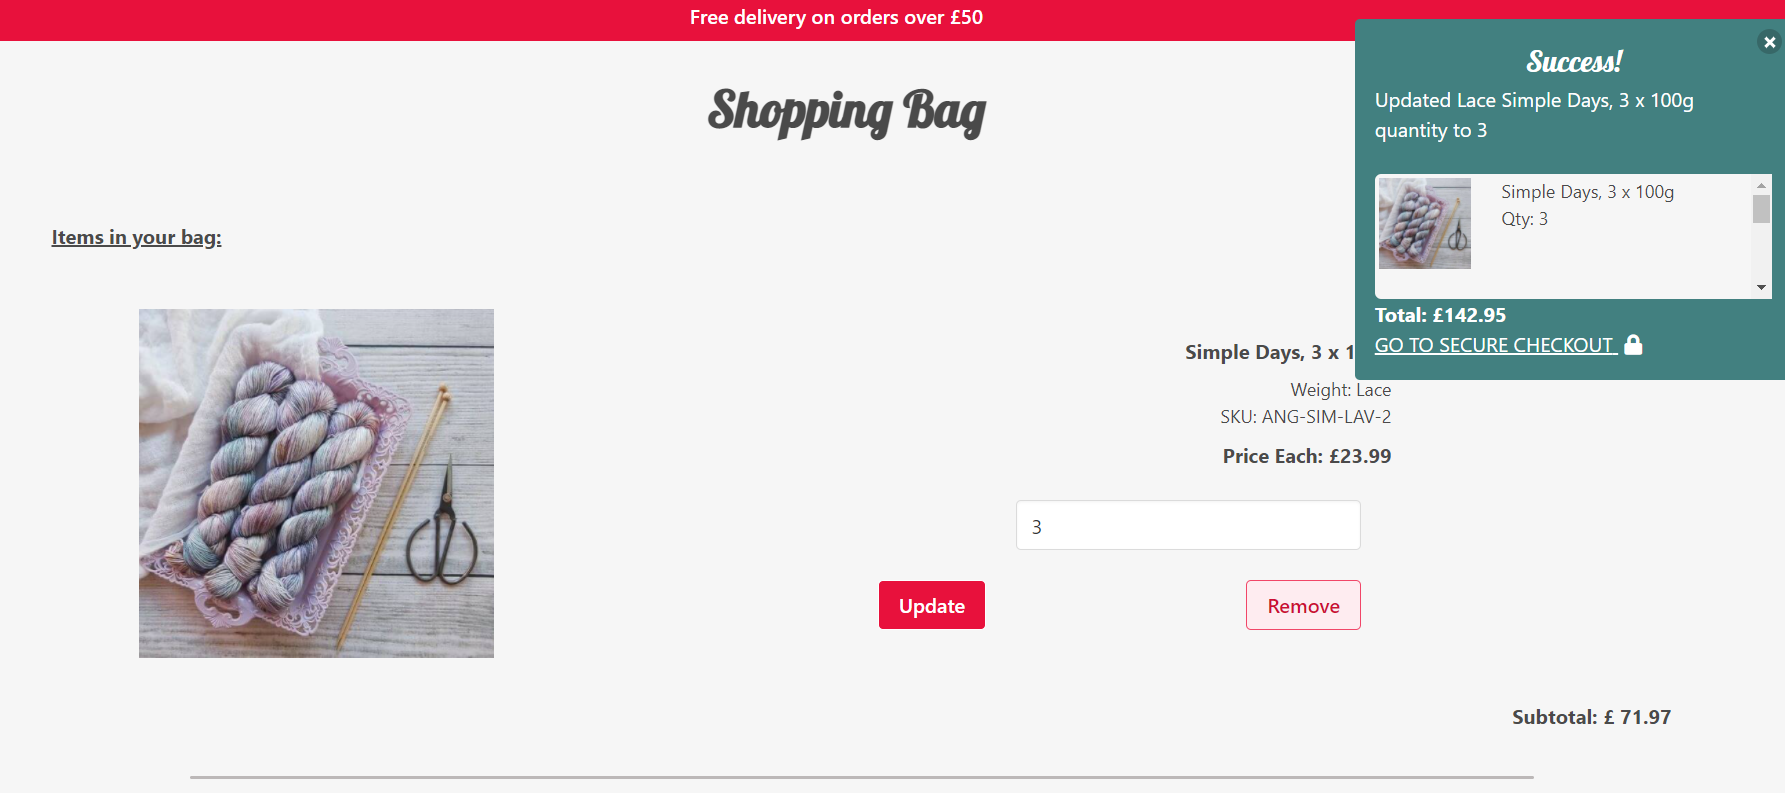 Free delivery on orders over £50
Success!
Updated Lace Simple Days, 3 x 100g
quantity to 3
Simple Days, 3 x 100g
Qty: 3
Total: £142.95
GO TO SECURE CHECKOUT
Shopping Bag
Items in your bag:
Simple Days, 3 x 1
Weight: Lace
SKU: ANG-SIM-LAV-2
Price Each: £23.99
3
Update
Remove
Subtotal: £ 71.97